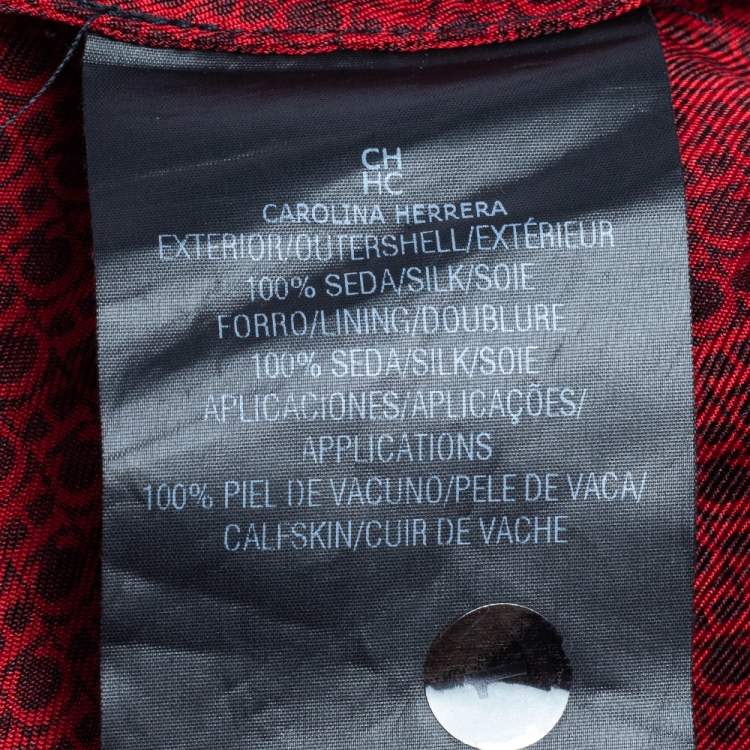 CH
HC
CAROLINA HERRERA
EXTERIOR/OUTERSHELL/EXTÉRIEUR
100% SEDA/SILK/SOIE
FORRO/LINING/DOUBLURE
100% SEDA/SILK/SOIE
APLICACIONES/APLICAÇÕES/
APPLICATIONS
100% PIEL DE VACUNO/PELE DE VACA/
CALFSKIN/CUIR DE VACHE